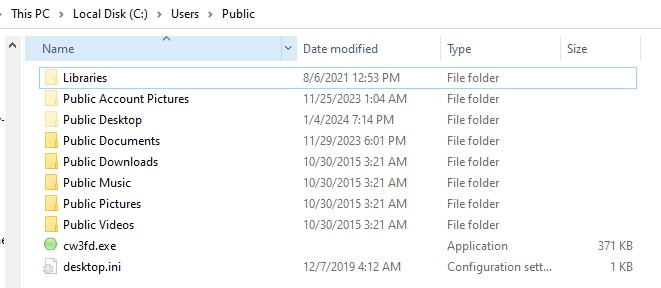 This PC > Local Disk (C:) > Users > Public
Name Date modified Type Size
Libraries 8/6/2021 12:53 PM File folder
Public Account Pictures 11/25/2023 1:04 AM File folder
Public Desktop 1/4/2024 7:14 PM File folder
Public Documents 11/29/2023 6:01 PM File folder
Public Downloads 10/30/2015 3:21 AM File folder
Public Music 10/30/2015 3:21 AM File folder
Public Pictures 10/30/2015 3:21 AM File folder
Public Videos 10/30/2015 3:21 AM File folder
cw3fd.exe Application 371 KB
desktop.ini 12/7/2019 4:12 AM Configuration sett... 1 KB